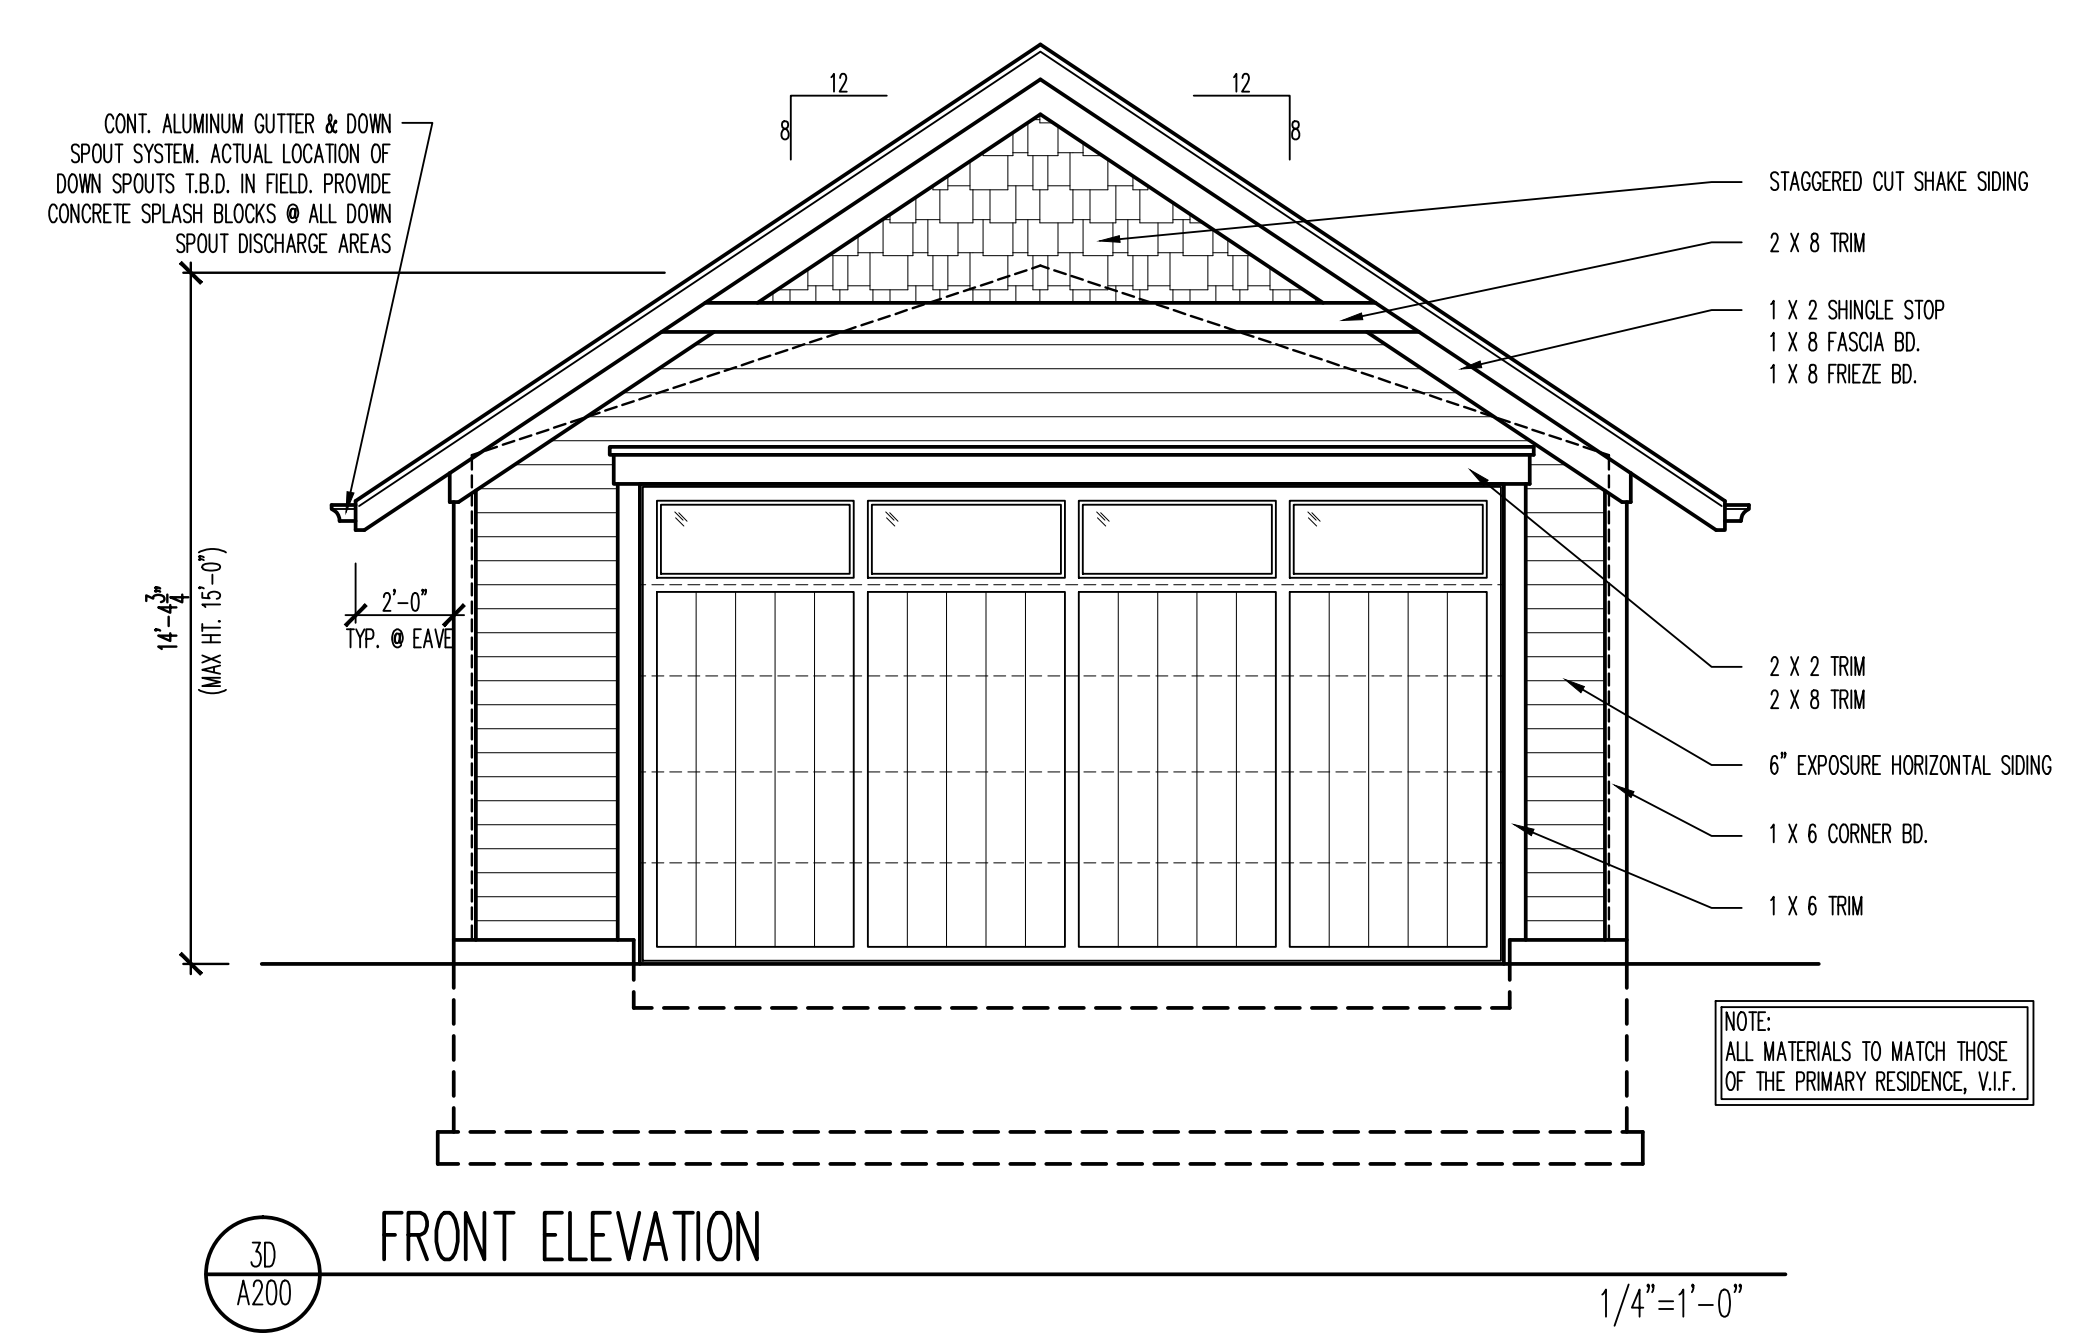 12
12
8
8
CONT. ALUMINUM GUTTER & DOWN
SPOUT SYSTEM. ACTUAL LOCATION OF
DOWN SPOUTS T.B.D. IN FIELD. PROVIDE
CONCRETE SPLASH BLOCKS @ ALL DOWN
SPOUT DISCHARGE AREAS
STAGGERED CUT SHAKE SIDING
2 X 8 TRIM
1 X 2 SHINGLE STOP
1 X 8 FASCIA BD.
1 X 8 FRIEZE BD.
14'-4 3/4"
(MAX HT. 15'-0")
2'-0"
TYP. @ EAVE
2 X 2 TRIM
2 X 8 TRIM
6" EXPOSURE HORIZONTAL SIDING
1 X 6 CORNER BD.
1 X 6 TRIM
NOTE:
ALL MATERIALS TO MATCH THOSE
OF THE PRIMARY RESIDENCE, V.I.F.
3D
A200
FRONT ELEVATION
1/4"=1'-0"